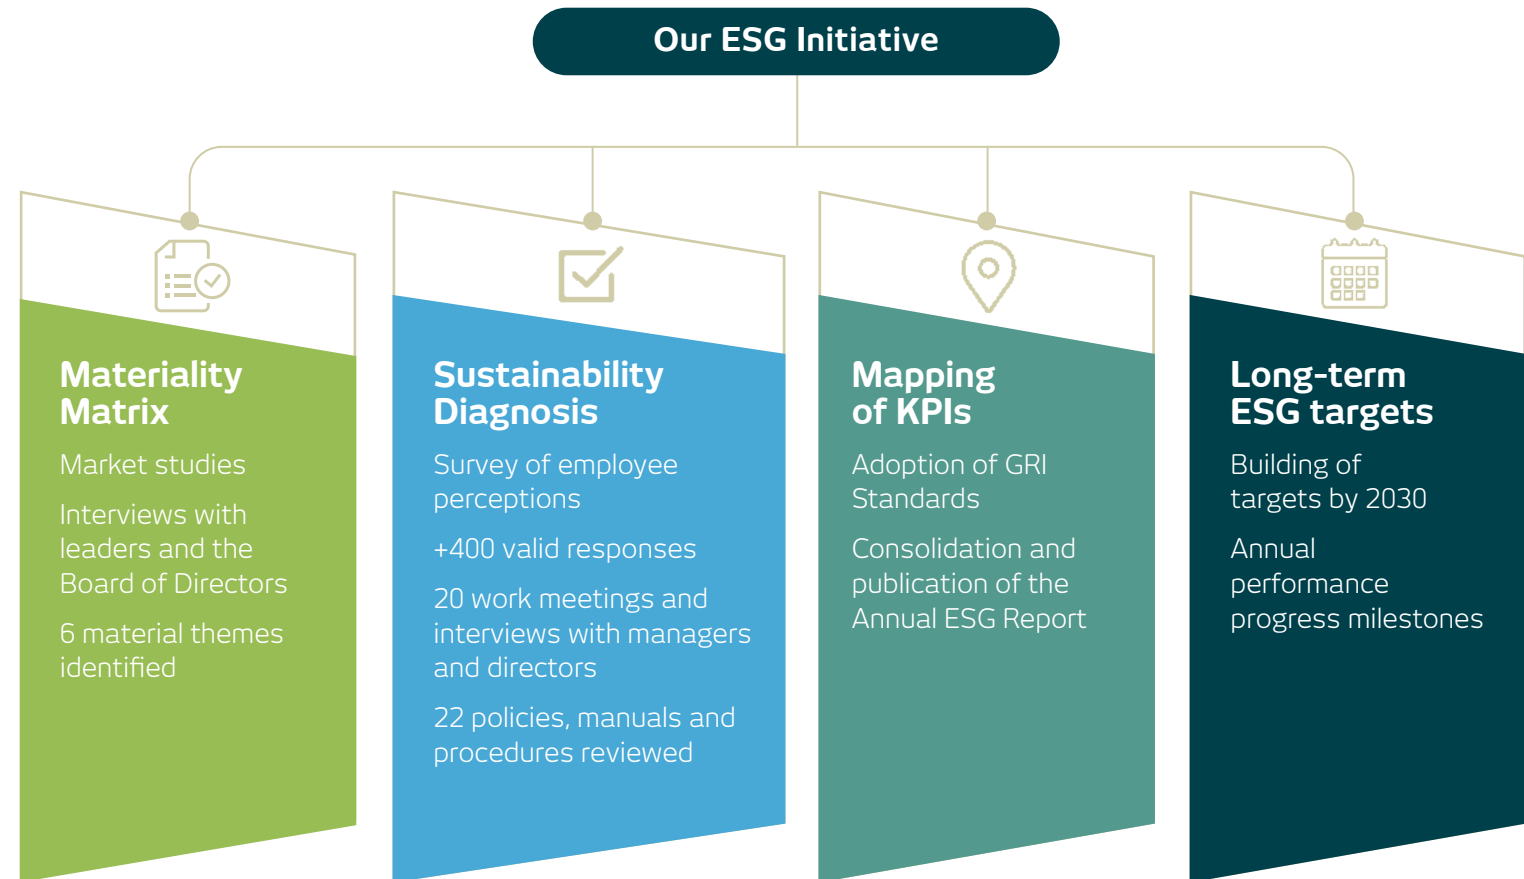 Our ESG Initiative
Materiality
Matrix
Market studies
Interviews with
leaders and the
Board of Directors
6 material themes
identified
Sustainability
Diagnosis
Survey of employee
perceptions
+400 valid responses
20 work meetings and
interviews with managers
and directors
22 policies, manuals and
procedures reviewed
Mapping
of KPIs
Adoption of GRI
Standards
Consolidation and
publication of the
Annual ESG Report
Long-term
ESG targets
Building of
targets by 2030
Annual
performance
progress milestones